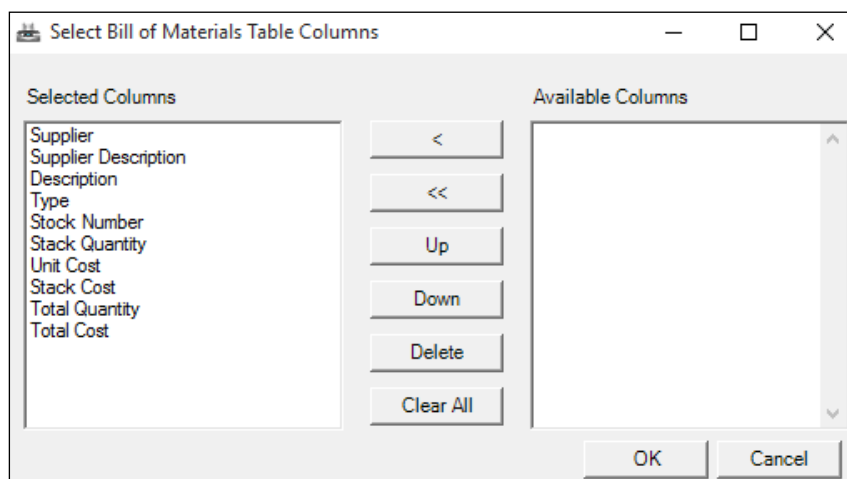 Select Bill of Materials Table Columns
Selected Columns
Available Columns
Supplier
Supplier Description
Description
Type
Stock Number
Stack Quantity
Unit Cost
Stack Cost
Total Quantity
Total Cost
<
<<
Up
Down
Delete
Clear All
OK
Cancel